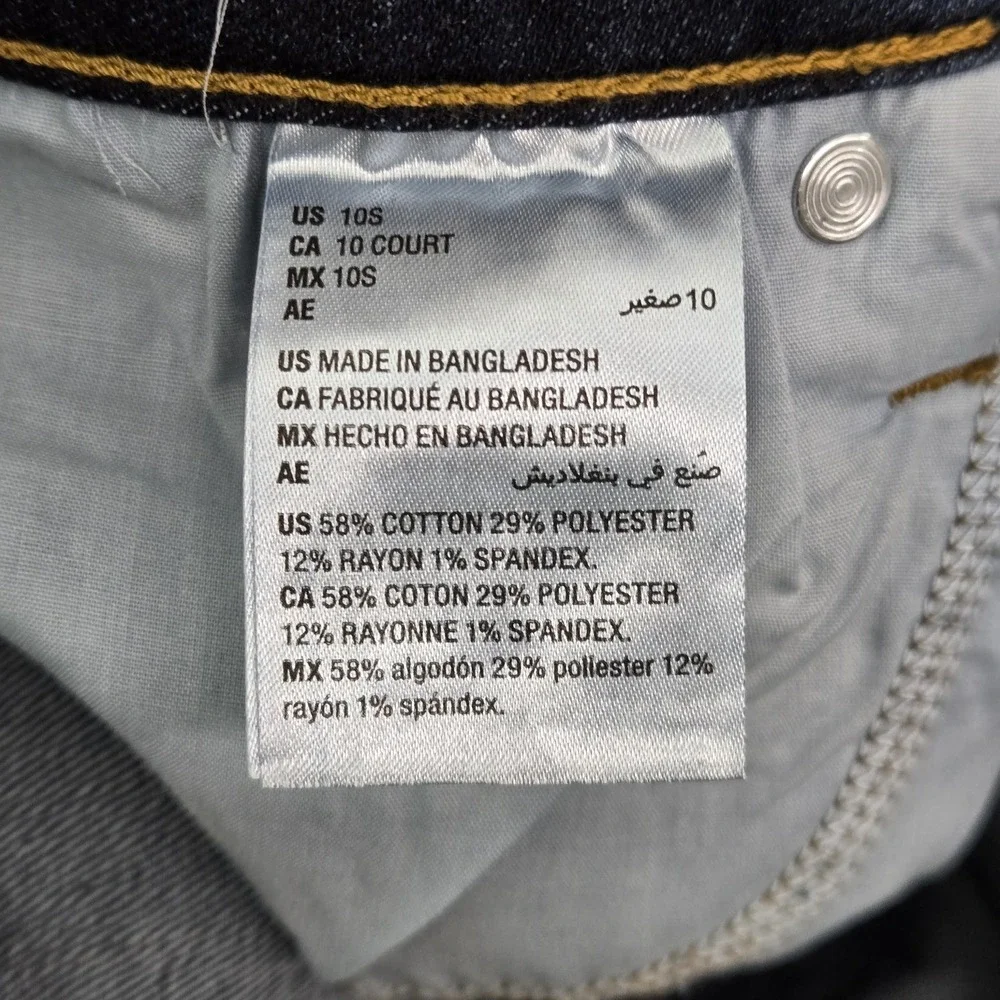 US 10S
CA 10 COURT
MX 10S
AE 10 صغير
US MADE IN BANGLADESH
CA FABRIQUÉ AU BANGLADESH
MX HECHO EN BANGLADESH
AE صُنع في بنغلاديش
US 58% COTTON 29% POLYESTER
12% RAYON 1% SPANDEX.
CA 58% COTON 29% POLYESTER
12% RAYONNE 1% SPANDEX.
MX 58% algodón 29% poliester 12%
rayón 1% spándex.